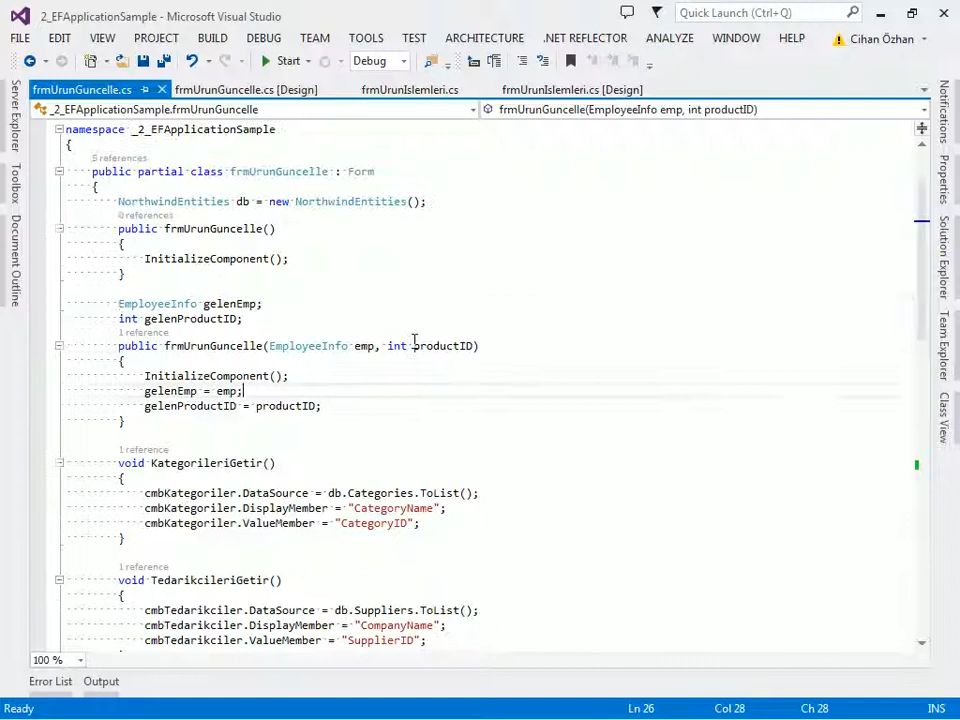 2_EFApplicationSample - Microsoft Visual Studio
Quick Launch (Ctrl+Q)
FILE EDIT VIEW PROJECT BUILD DEBUG TEAM TOOLS TEST ARCHITECTURE .NET REFLECTOR ANALYZE WINDOW HELP Cihan Özhan
Start Debug
frmUrunGuncelle.cs frmUrunGuncelle.cs [Design] frmUrunIslemleri.cs frmUrunIslemleri.cs [Design]
_2_EFApplicationSample.frmUrunGuncelle frmUrunGuncelle(EmployeeInfo emp, int productID)
namespace _2_EFApplicationSample
{
5 references
public partial class frmUrunGuncelle : Form
{
NorthwindEntities db = new NorthwindEntities();
0 references
public frmUrunGuncelle()
{
InitializeComponent();
}
EmployeeInfo gelenEmp;
int gelenProductID;
1 reference
public frmUrunGuncelle(EmployeeInfo emp, int productID)
{
InitializeComponent();
gelenEmp = emp;
gelenProductID = productID;
}
1 reference
void KategorileriGetir()
{
cmbKategoriler.DataSource = db.Categories.ToList();
cmbKategoriler.DisplayMember = "CategoryName";
cmbKategoriler.ValueMember = "CategoryID";
}
1 reference
void TedarikcileriGetir()
{
cmbTedarikciler.DataSource = db.Suppliers.ToList();
cmbTedarikciler.DisplayMember = "CompanyName";
cmbTedarikciler.ValueMember = "SupplierID";
100 %
Error List Output
Ready Ln 26 Col 28 Ch 28 INS
Server Explorer
Toolbox
Document Outline
Notifications
Properties
Solution Explorer
Team Explorer
Class View